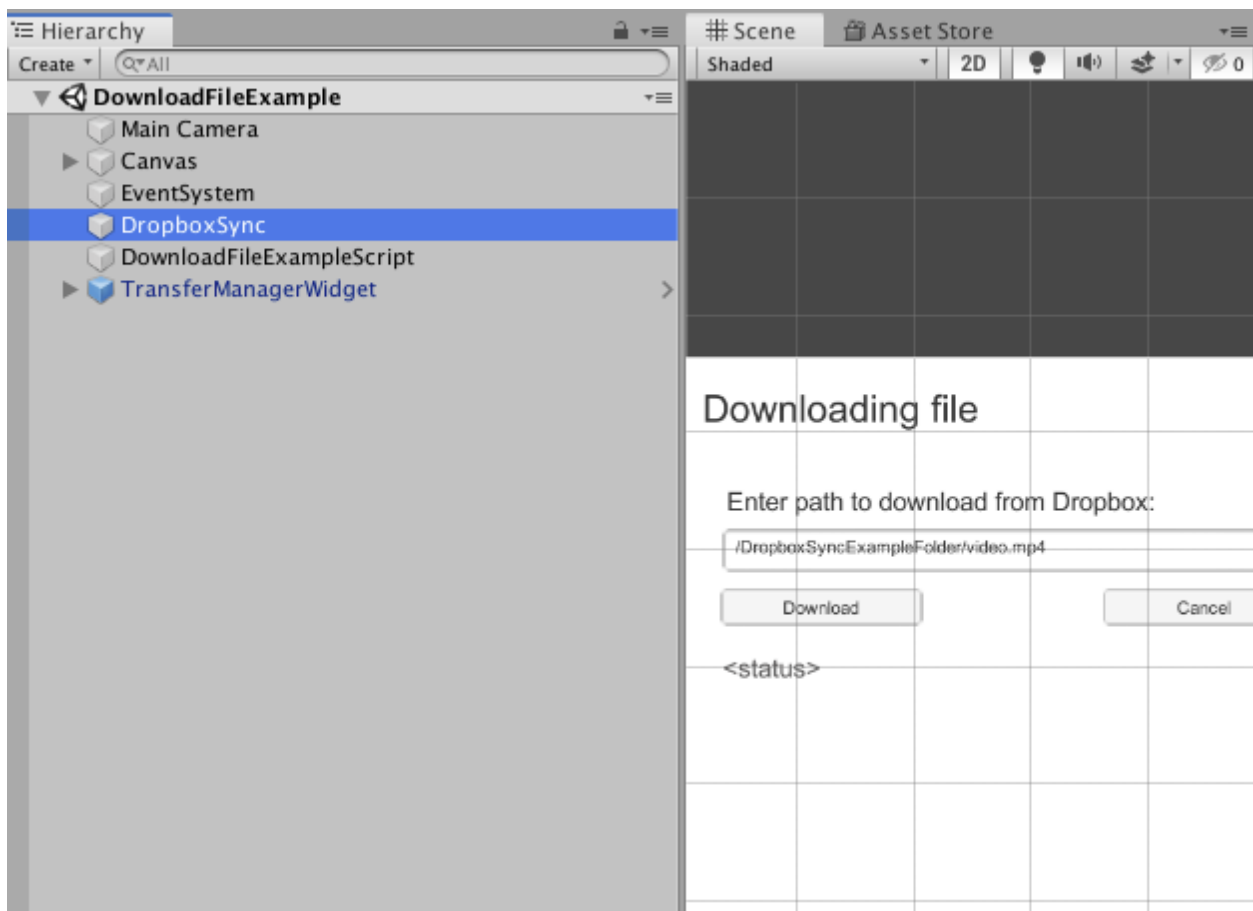 Hierarchy
Create
All
DownloadFileExample
Main Camera
Canvas
EventSystem
DropboxSync
DownloadFileExampleScript
TransferManagerWidget
Scene
Asset Store
Shaded
2D
0
Downloading file
Enter path to download from Dropbox:
/DropboxSyncExampleFolder/video.mp4
Download
Cancel
<status>